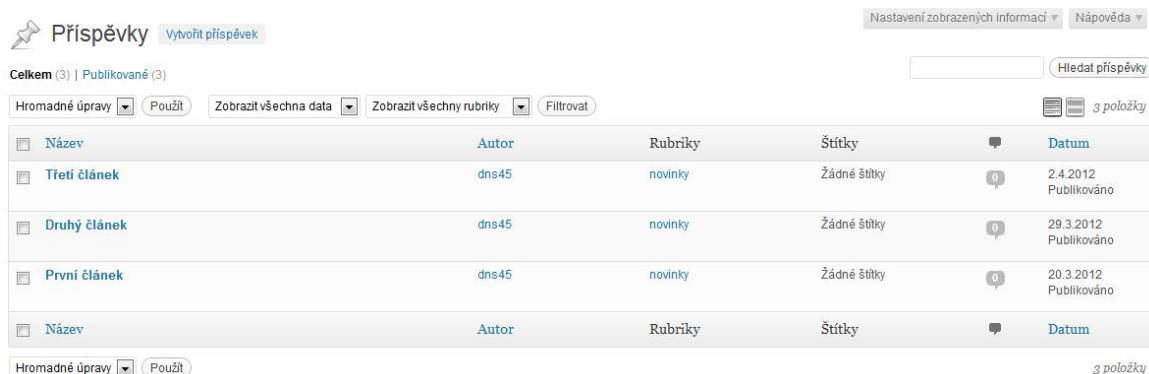 Nastavení zobrazených informací Nápověda
Příspěvky Vytvořit příspěvek
Celkem (3) | Publikované (3) Hledat příspěvky
Hromadné úpravy Použít Zobrazit všechna data Zobrazit všechny rubriky Filtrovat 3 položky
Název Autor Rubriky Štítky Datum
Třetí článek dns45 novinky Žádné štítky 0 2.4.2012
Publikováno
Druhý článek dns45 novinky Žádné štítky 0 29.3.2012
Publikováno
První článek dns45 novinky Žádné štítky 0 20.3.2012
Publikováno
Název Autor Rubriky Štítky Datum
Hromadné úpravy Použít 3 položky